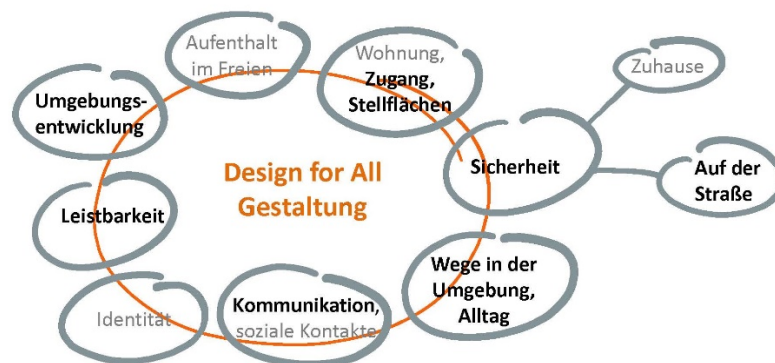 Aufenthalt
im Freien
Wohnung,
Zugang,
Stellflächen
Zuhause
Umgebungs-
entwicklung
Sicherheit
Auf der
Straße
Design for All
Gestaltung
Leistbarkeit
Wege in der
Umgebung,
Alltag
Identität
Kommunikation,
soziale Kontakte